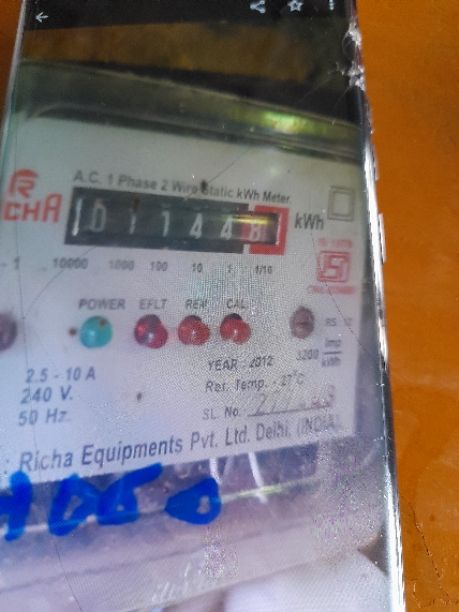 RICHA
A.C. 1 Phase 2 Wire Static kWh Meter.
011448 kWh
10000 1000 100 10 1 1/10
POWER EFLT REV CAL
2.5 - 10 A
240 V.
50 Hz.
3200 Imp/kWh
YEAR - 2012
Ref. Temp. - 27°C
SL. No.
Richa Equipments Pvt. Ltd. Delhi. (INDIA)